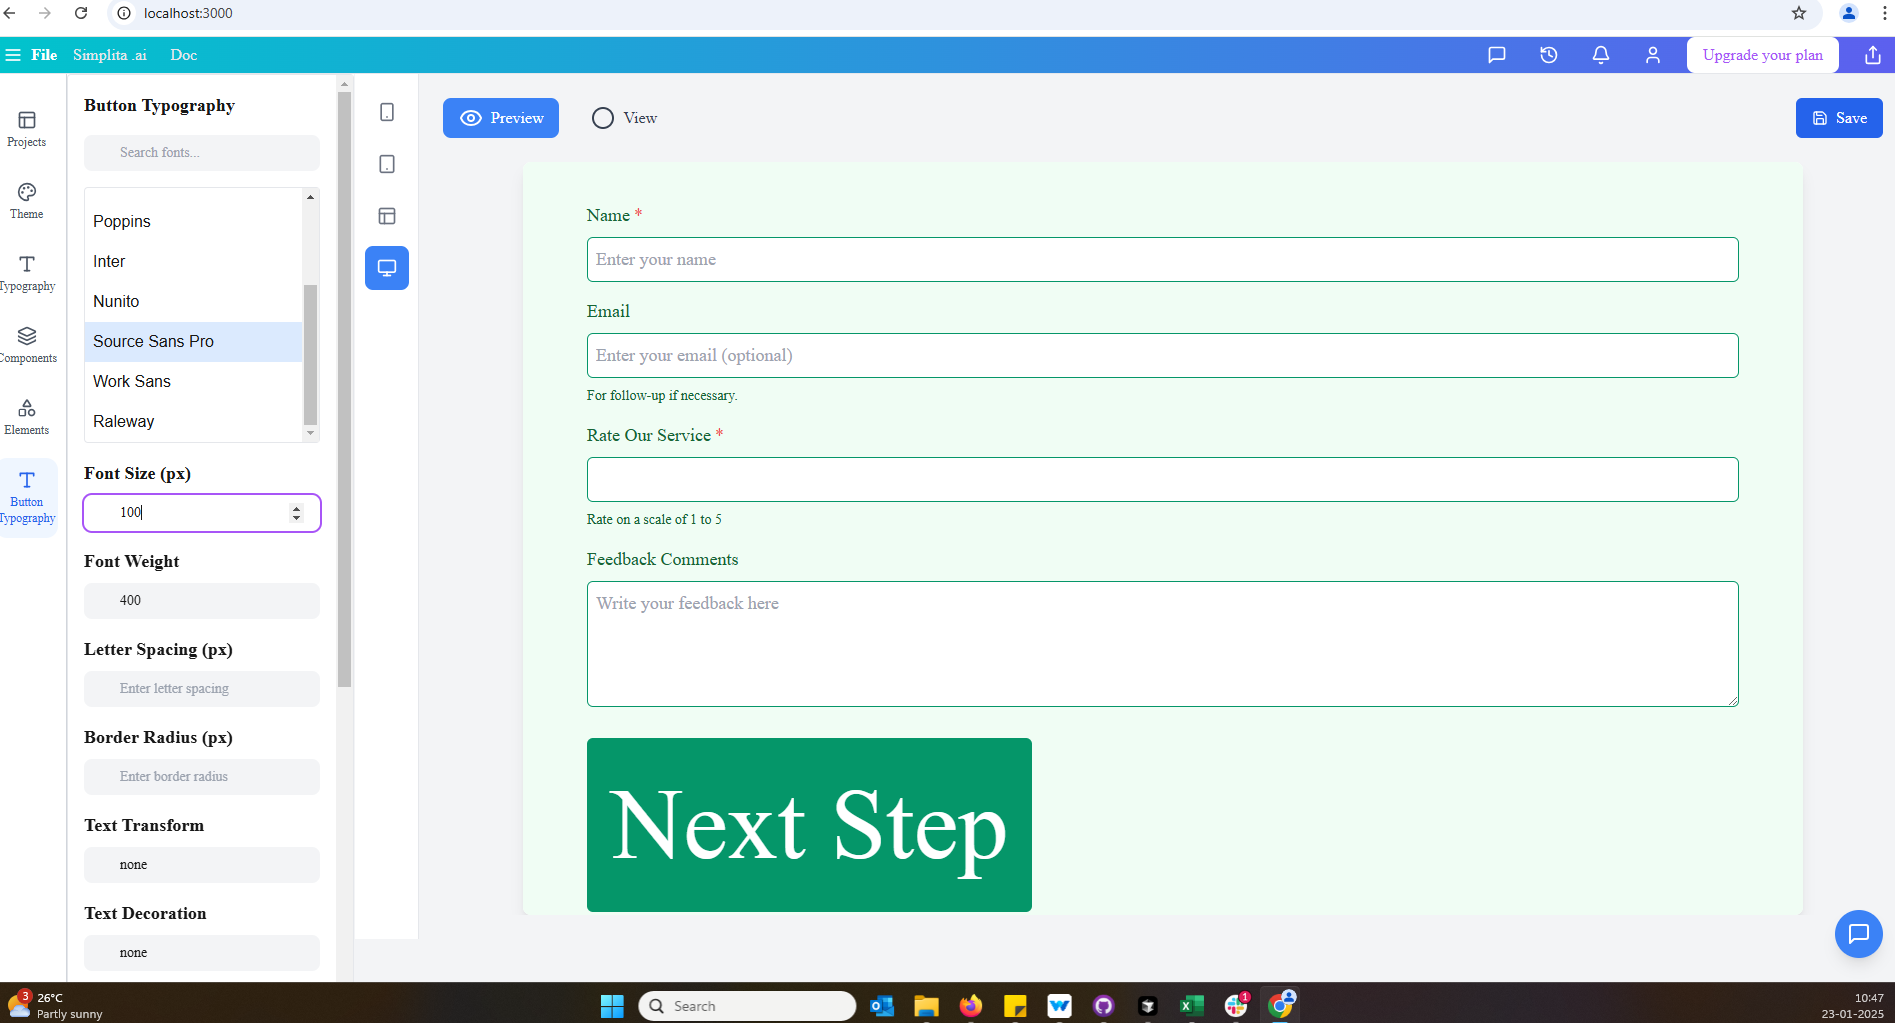 localhost:3000
File Simplita .ai Doc
Upgrade your plan
Projects
Theme
Typography
Components
Elements
Button
Typography
Button Typography
Search fonts...
Poppins
Inter
Nunito
Source Sans Pro
Work Sans
Raleway
Font Size (px)
100
Font Weight
400
Letter Spacing (px)
Enter letter spacing
Border Radius (px)
Enter border radius
Text Transform
none
Text Decoration
none
Preview View
Save
Name *
Enter your name
Email
Enter your email (optional)
For follow-up if necessary.
Rate Our Service *
Rate on a scale of 1 to 5
Feedback Comments
Write your feedback here
Next Step
3
26°C
Partly sunny
Search
1
10:47
23-01-2025